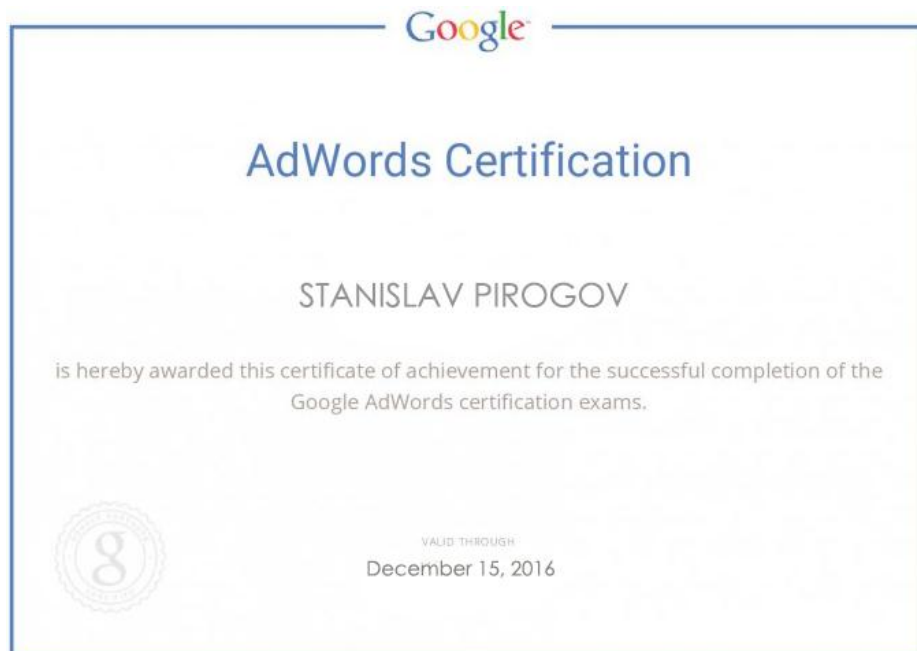 Google
AdWords Certification
STANISLAV PIROGOV
is hereby awarded this certificate of achievement for the successful completion of the
Google AdWords certification exams.
VALID THROUGH
December 15, 2016
g